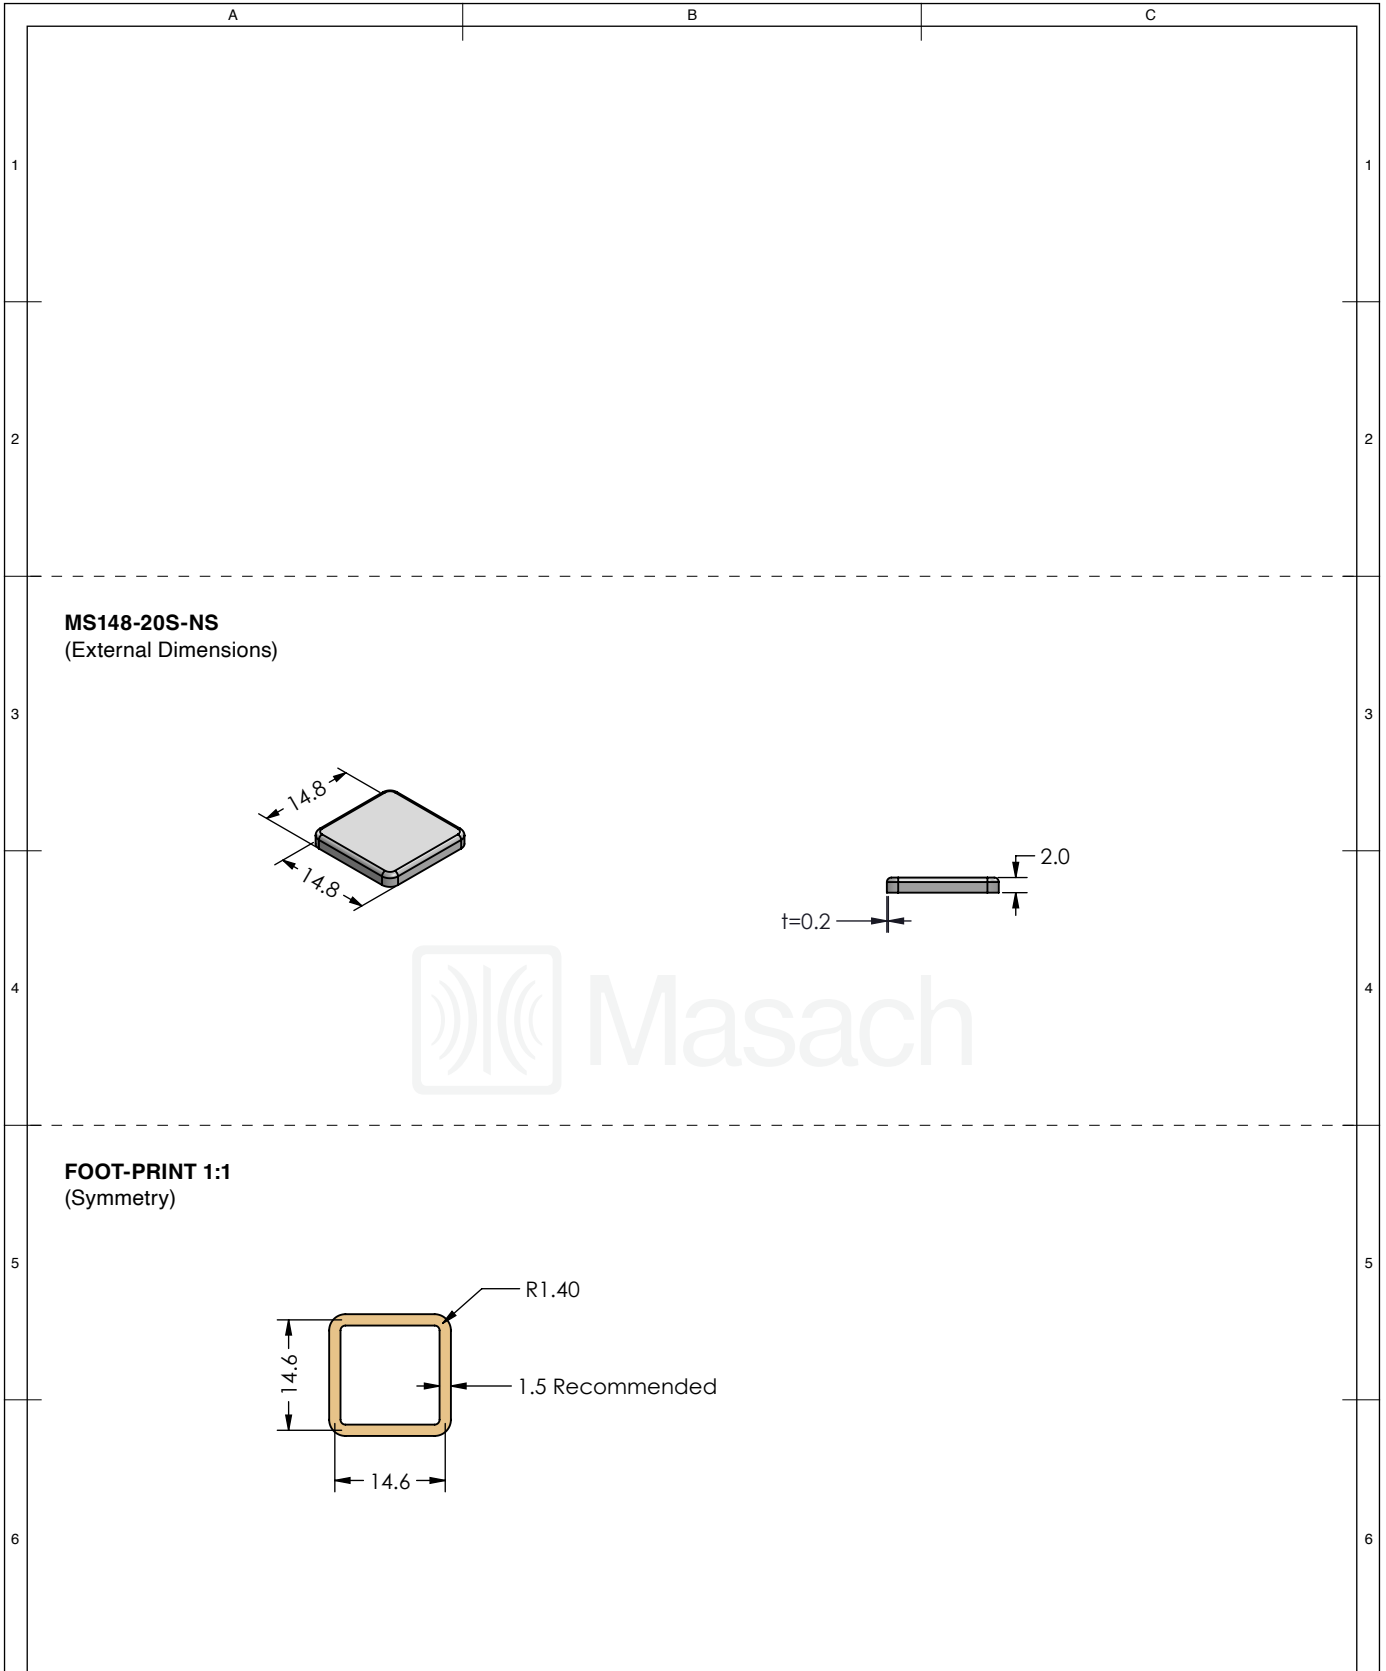 A B C
1 1
2 2
MS148-20S-NS
(External Dimensions)
3 3
14.8
14.8
2.0
t=0.2
4 4
Masach
FOOT-PRINT 1:1
(Symmetry)
5 5
R1.40
14.6
1.5 Recommended
14.6
6 6